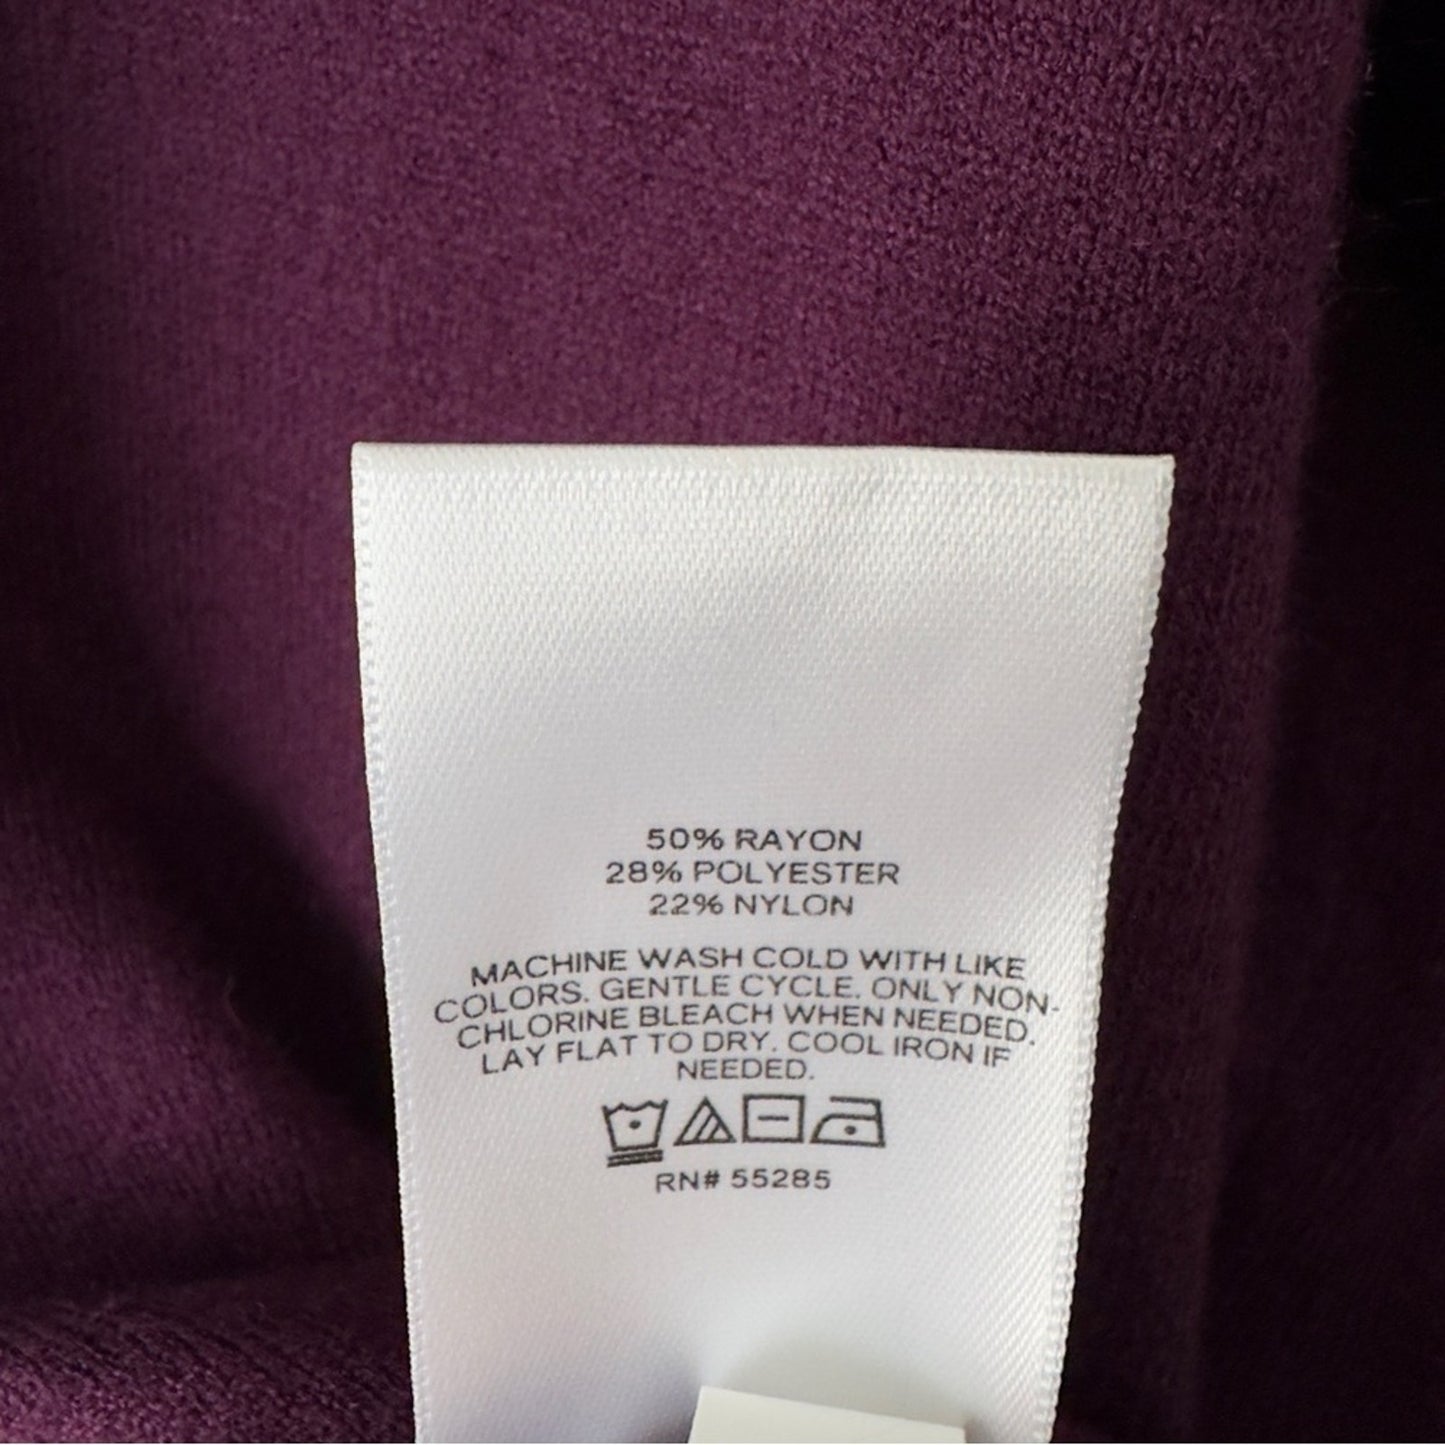 50% RAYON
28% POLYESTER
22% NYLON
MACHINE WASH COLD WITH LIKE
COLORS. GENTLE CYCLE. ONLY NON-
CHLORINE BLEACH WHEN NEEDED.
LAY FLAT TO DRY. COOL IRON IF
NEEDED.
RN# 55285